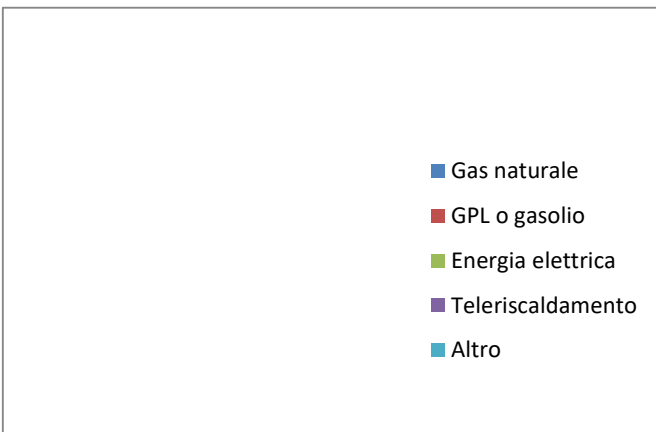 Gas naturale
GPL o gasolio
Energia elettrica
Teleriscaldamento
Altro